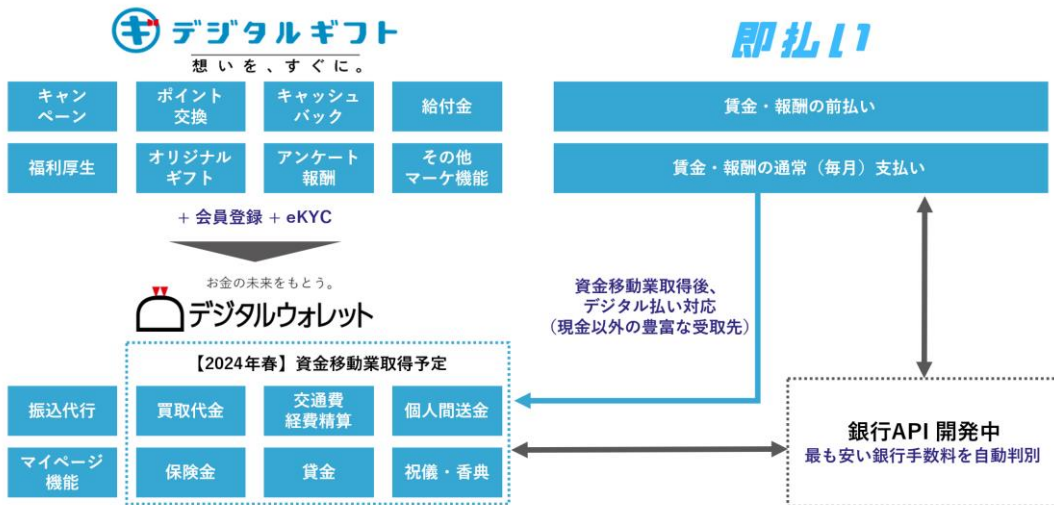 デジタルギフト
想いを、すぐに。
キャン
ペーン
ポイント
交換
キャッシュ
バック
給付金
福利厚生
オリジナル
ギフト
アンケート
報酬
その他
マーケ機能
+ 会員登録 + eKYC
お金の未来をもとう。
デジタルウォレット
【2024年春】資金移動業取得予定
振込代行
買取代金
交通費
経費精算
個人間送金
マイページ
機能
保険金
貸金
祝儀・香典
即払い
賃金・報酬の前払い
賃金・報酬の通常（毎月）支払い
資金移動業取得後、
デジタル払い対応
（現金以外の豊富な受取先）
銀行API 開発中
最も安い銀行手数料を自動判別